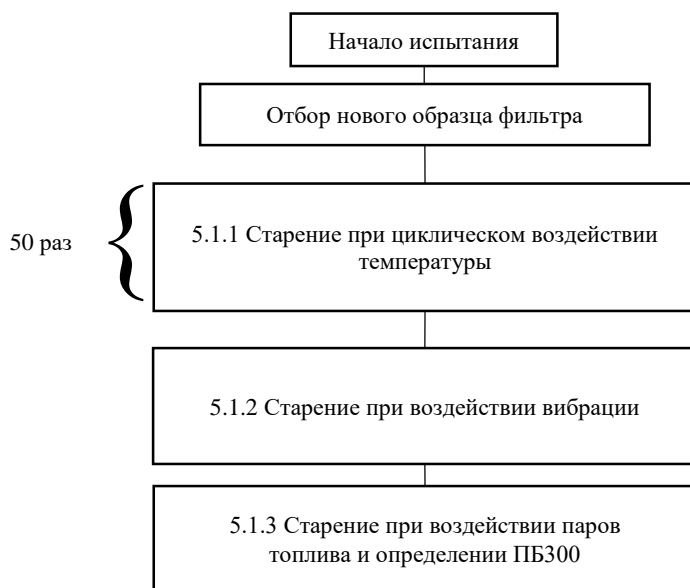 Начало испытания
Отбор нового образца фильтра
50 раз
5.1.1 Старение при циклическом воздействии
температуры
5.1.2 Старение при воздействии вибрации
5.1.3 Старение при воздействии паров
топлива и определении ПБ300